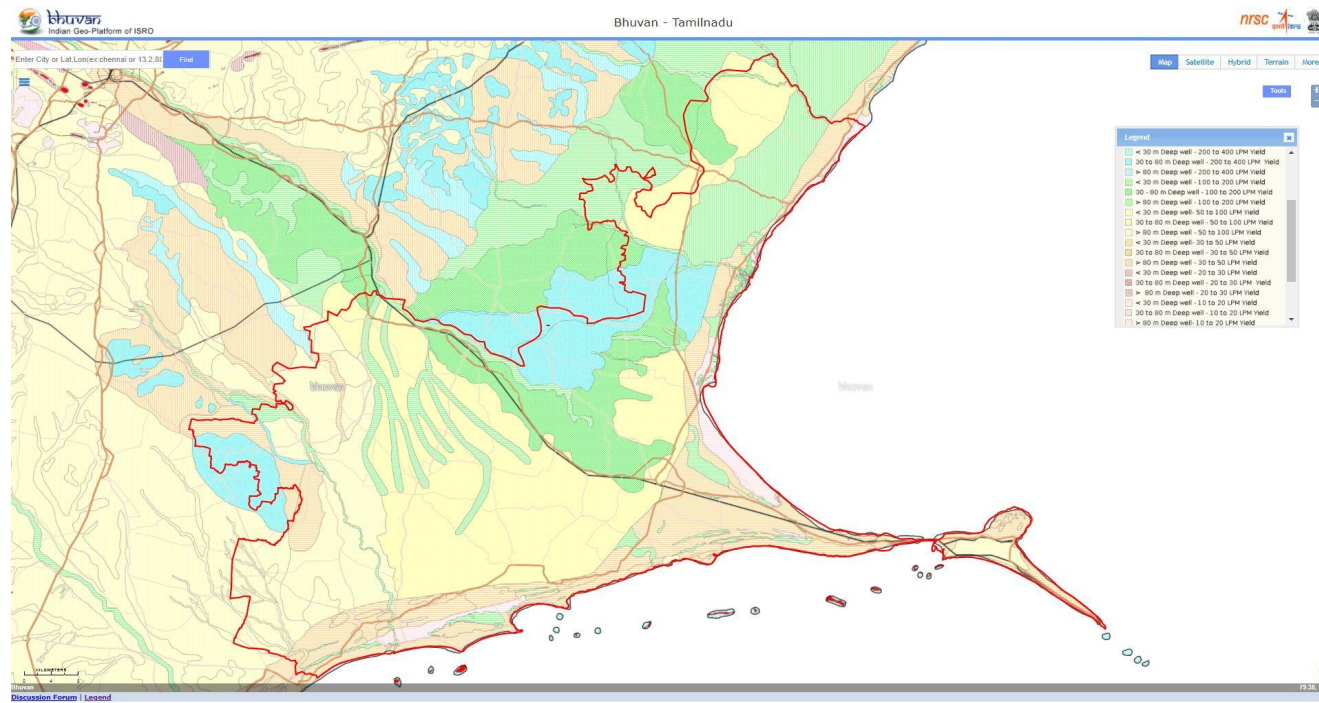 bhuvan
Indian Geo-Platform of ISRO
Bhuvan - Tamilnadu
nrsc
Enter City or Lat,Lon(ex:chennai or 13.2,80
Find
Map Satellite Hybrid Terrain More
Tools
Legend
< 30 m Deep well - 200 to 400 LPM Yield
30 to 80 m Deep well - 200 to 400 LPM Yield
> 80 m Deep well - 200 to 400 LPM Yield
< 30 m Deep well - 100 to 200 LPM Yield
30 - 80 m Deep well - 100 to 200 LPM Yield
> 80 m Deep well - 100 to 200 LPM Yield
< 30 m Deep well- 50 to 100 LPM Yield
30 to 80 m Deep well - 50 to 100 LPM Yield
> 80 m Deep well - 50 to 100 LPM Yield
< 30 m Deep well- 30 to 50 LPM Yield
30 to 80 m Deep well - 30 to 50 LPM Yield
> 80 m Deep well - 30 to 50 LPM Yield
< 30 m Deep well - 20 to 30 LPM Yield
30 to 80 m Deep well - 20 to 30 LPM Yield
> 80 m Deep well - 20 to 30 LPM Yield
< 30 m Deep well - 10 to 20 LPM Yield
30 to 80 m Deep well - 10 to 20 LPM Yield
> 80 m Deep well- 10 to 20 LPM Yield
bhuvan
bhuvan
KILOMETERS
0 4 8
Bhuvan
79.38,
Discussion Forum | Legend